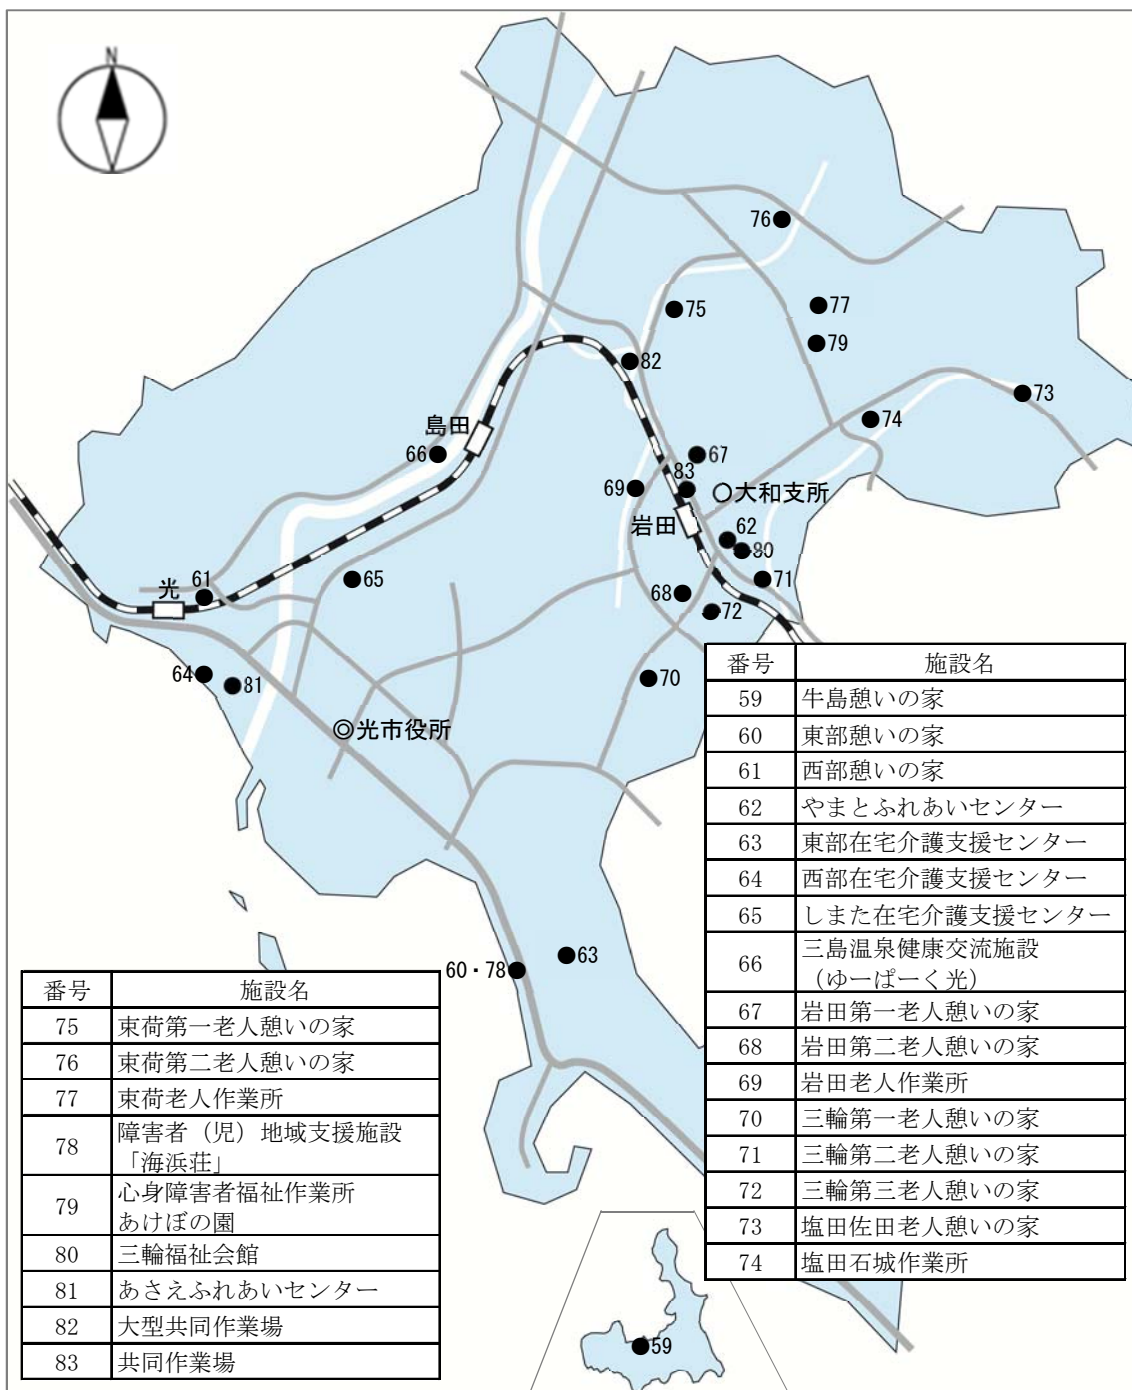 N
76
75
77
79
82
73
74
島田
66
67
83
69
大和支所
岩田
62
80
61
光
65
71
68
72
64
81
70
光市役所
60・78
63
59
番号 施設名
59 牛島憩いの家
60 東部憩いの家
61 西部憩いの家
62 やまとふれあいセンター
63 東部在宅介護支援センター
64 西部在宅介護支援センター
65 しまた在宅介護支援センター
66 三島温泉健康交流施設
（ゆーぱーく光）
67 岩田第一老人憩いの家
68 岩田第二老人憩いの家
69 岩田老人作業所
70 三輪第一老人憩いの家
71 三輪第二老人憩いの家
72 三輪第三老人憩いの家
73 塩田佐田老人憩いの家
74 塩田石城作業所
番号 施設名
75 束荷第一老人憩いの家
76 束荷第二老人憩いの家
77 束荷老人作業所
78 障害者（児）地域支援施設
「海浜荘」
79 心身障害者福祉作業所
あけぼの園
80 三輪福祉会館
81 あさえふれあいセンター
82 大型共同作業場
83 共同作業場